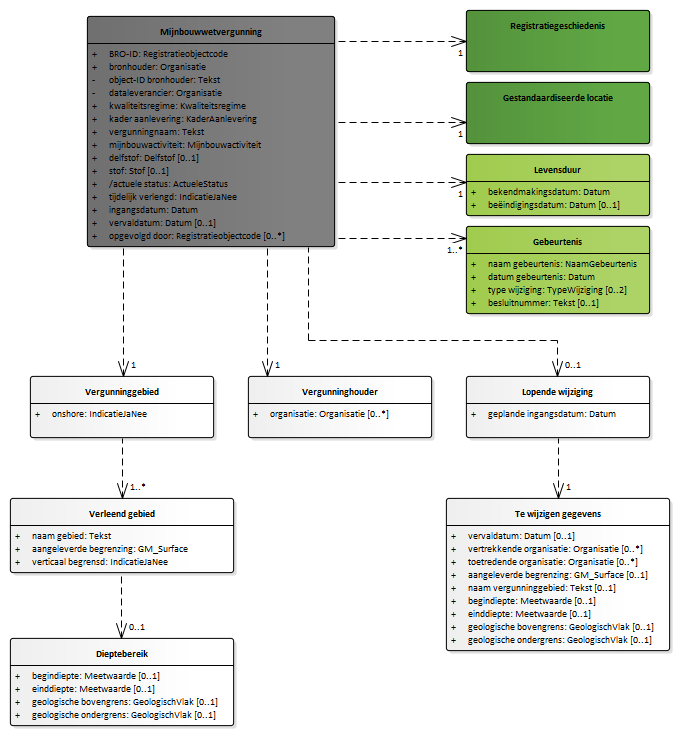 Mijnbouwwetvergunning
+ BRO-ID: Registratieobjectcode
+ bronhouder: Organisatie
- object-ID bronhouder: Tekst
- dataleverancier: Organisatie
+ kwaliteitsregime: Kwaliteitsregime
+ kader aanlevering: KaderAanlevering
+ vergunningnaam: Tekst
+ mijnbouwactiviteit: Mijnbouwactiviteit
+ delfstof: Delfstof [0..1]
+ stof: Stof [0..1]
+ /actuele status: ActueleStatus
+ tijdelijk verlengd: IndicatieJaNee
+ ingangsdatum: Datum
+ vervaldatum: Datum [0..1]
+ opgevolgd door: Registratieobjectcode [0..*]
Registratiegeschiedenis
1
Gestandaardiseerde locatie
1
Levensduur
+ bekendmakingsdatum: Datum
+ beëindigingsdatum: Datum [0..1]
1
Gebeurtenis
+ naam gebeurtenis: NaamGebeurtenis
+ datum gebeurtenis: Datum
+ type wijziging: TypeWijziging [0..2]
+ besluitnummer: Tekst [0..1]
1..*
1
Vergunninggebied
+ onshore: IndicatieJaNee
1
Vergunninghouder
+ organisatie: Organisatie [0..*]
0..1
Lopende wijziging
+ geplande ingangsdatum: Datum
1..*
Verleend gebied
+ naam gebied: Tekst
+ aangeleverde begrenzing: GM_Surface
+ verticaal begrensd: IndicatieJaNee
0..1
Dieptebereik
+ begindiepte: Meetwaarde [0..1]
+ einddiepte: Meetwaarde [0..1]
+ geologische bovengrens: GeologischVlak [0..1]
+ geologische ondergrens: GeologischVlak [0..1]
1
Te wijzigen gegevens
+ vervaldatum: Datum [0..1]
+ vertrekkende organisatie: Organisatie [0..*]
+ toetredende organisatie: Organisatie [0..*]
+ aangeleverde begrenzing: GM_Surface [0..1]
+ naam vergunninggebied: Tekst [0..1]
+ begindiepte: Meetwaarde [0..1]
+ einddiepte: Meetwaarde [0..1]
+ geologische bovengrens: GeologischVlak [0..1]
+ geologische ondergrens: GeologischVlak [0..1]